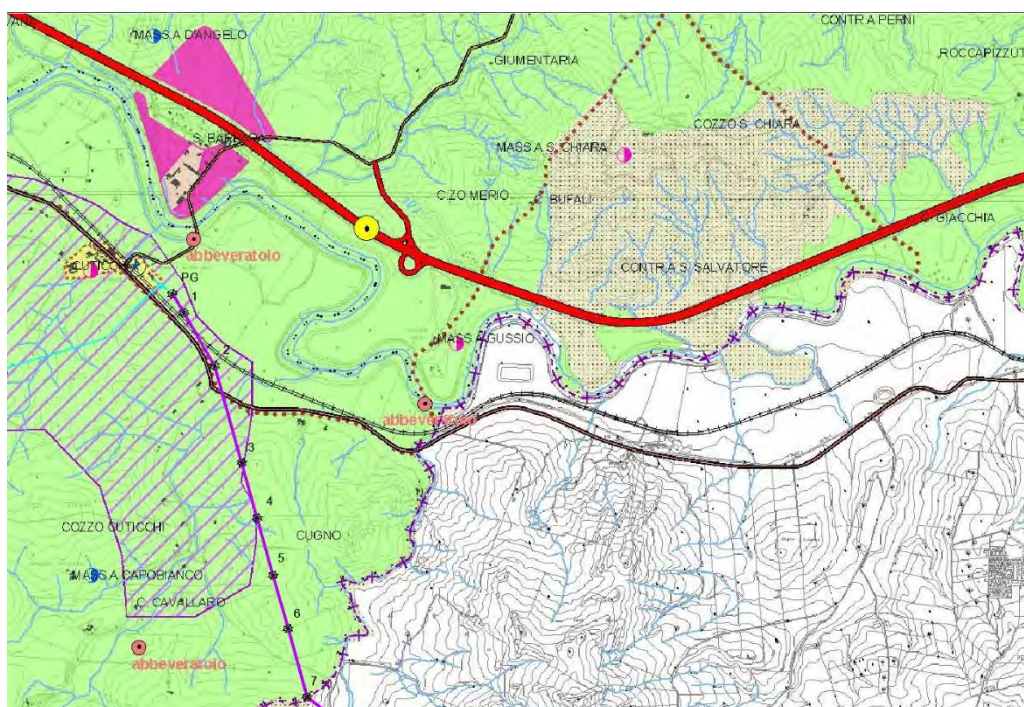 CONTR A PERNI
MASS.A D'ANGELO
ROCCAPIZZUT
GIUMENTARIA
COZZO S. CHIARA
S. BARBARA
MASS A S. CHIARA
C.ZO MERIO
BUFALI
GIACCHIA
abbeveratoio
CONTR A S. SALVATORE
PG
1
MASS A GUSSIO
2
abbeveratoio
3
4
COZZO CUTICCHI
CUGNO
5
MASS.A CAPOBIANCO
C. CAVALLARO
6
abbeveratoio
7